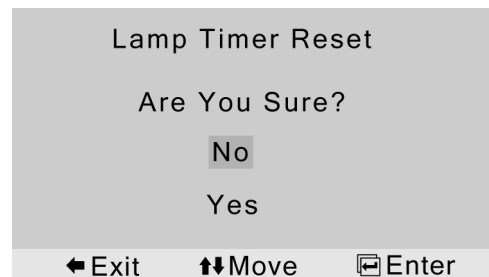 Lamp Timer Reset
Are You Sure?
No
Yes
Exit Move Enter